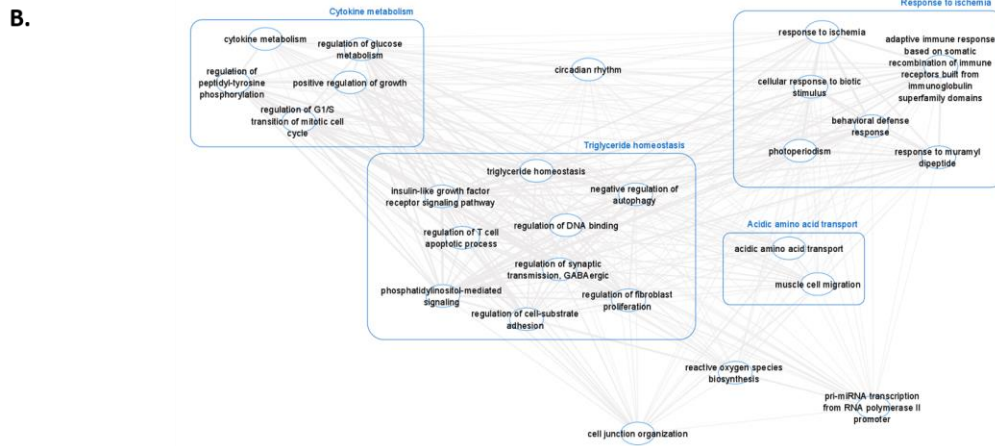 B.
Cytokine metabolism
cytokine metabolism
regulation of glucose
metabolism
regulation of
peptidyl-tyrosine
phosphorylation
positive regulation of growth
regulation of G1/S
transition of mitotic cell
cycle
circadian rhythm
Response to ischemia
response to ischemia
adaptive immune response
based on somatic
recombination of immune
receptors built from
immunoglobulin
superfamily domains
cellular response to biotic
stimulus
behavioral defense
response
photoperiodism
response to muramyl
dipeptide
Triglyceride homeostasis
triglyceride homeostasis
insulin-like growth factor
receptor signaling pathway
negative regulation of
autophagy
regulation of T cell
apoptotic process
regulation of DNA binding
regulation of synaptic
transmission, GABAergic
phosphatidylinositol-mediated
signaling
regulation of fibroblast
proliferation
regulation of cell-substrate
adhesion
Acidic amino acid transport
acidic amino acid transport
muscle cell migration
reactive oxygen species
biosynthesis
pri-miRNA transcription
from RNA polymerase II
promoter
cell junction organization